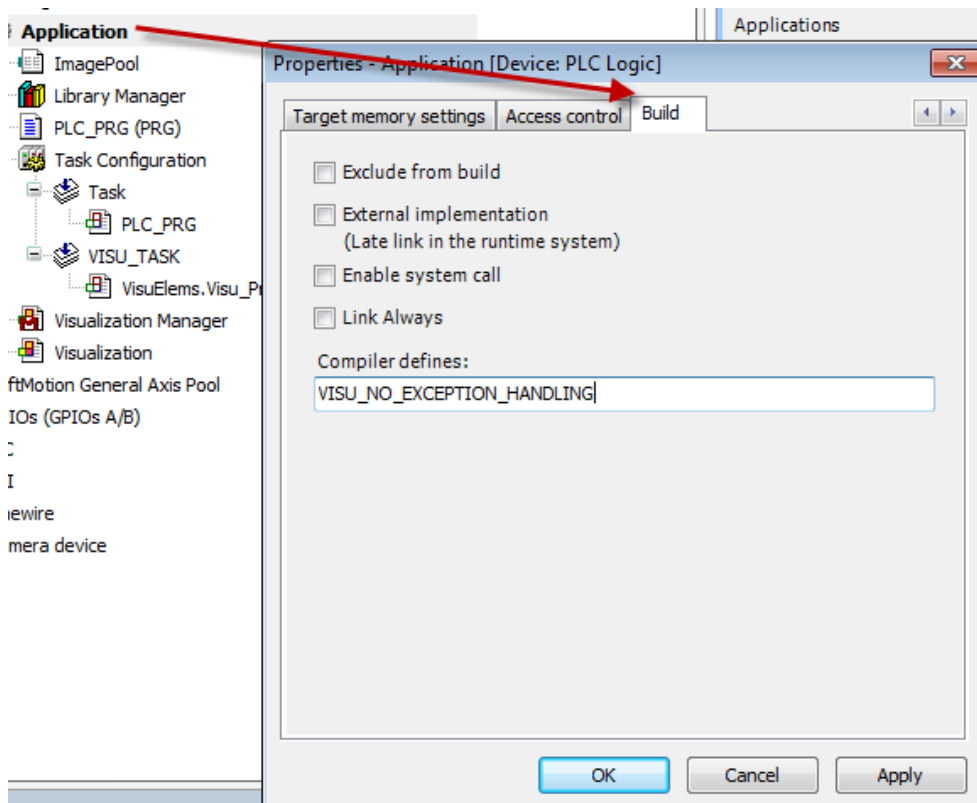 Application
ImagePool
Library Manager
PLC_PRG (PRG)
Task Configuration
Task
PLC_PRG
VISU_TASK
VisuElems.Visu_P
Visualization Manager
Visualization
ftMotion General Axis Pool
IOs (GPIOs A/B)
C
I
ewire
mera device
Applications
Properties - Application [Device: PLC Logic]
Target memory settings Access control Build
Exclude from build
External implementation
(Late link in the runtime system)
Enable system call
Link Always
Compiler defines:
VISU_NO_EXCEPTION_HANDLING
OK Cancel Apply